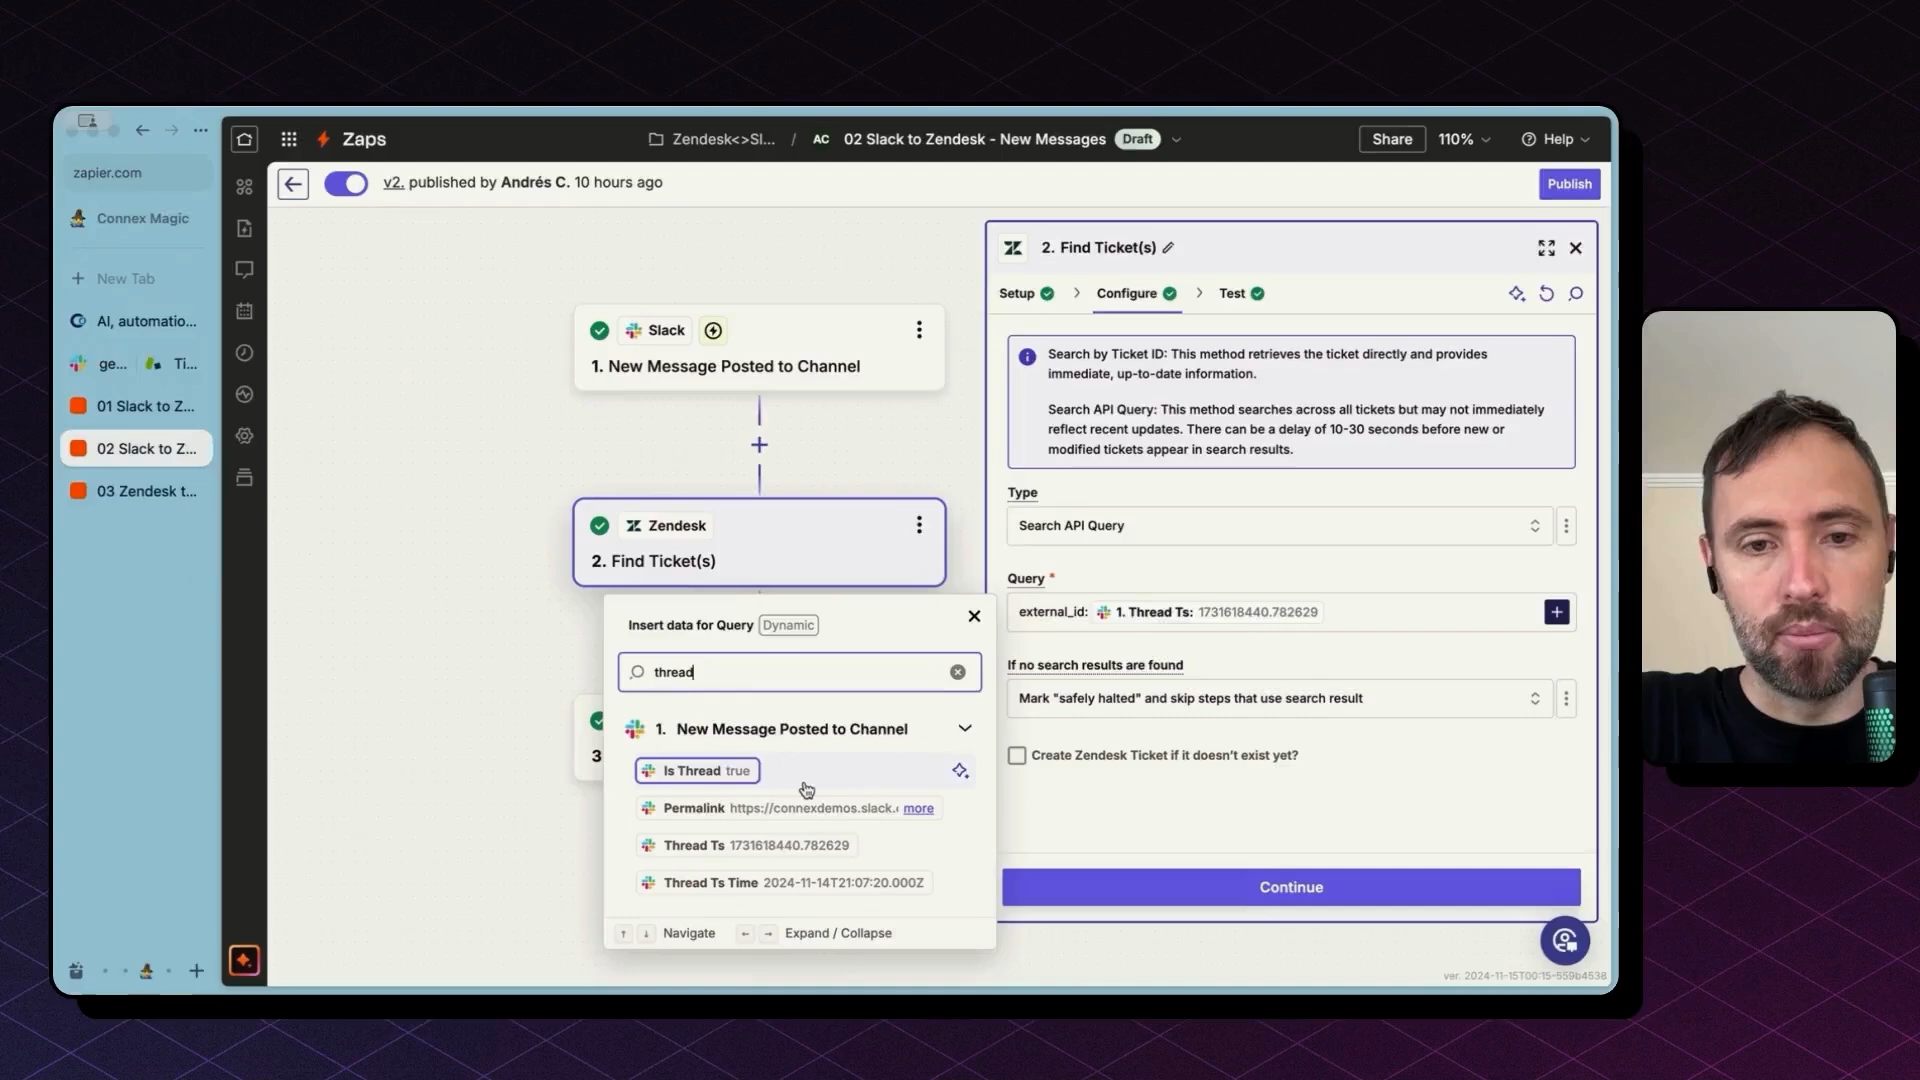 zapier.com
Connex Magic
New Tab
AI, automatio...
ge...
Ti...
01 Slack to Z...
02 Slack to Z...
03 Zendesk t...
Zaps
Zendesk<>Sl... / AC 02 Slack to Zendesk - New Messages Draft
Share
110%
Help
v2. published by Andrés C. 10 hours ago
Publish
Slack
1. New Message Posted to Channel
Zendesk
2. Find Ticket(s)
3
Insert data for Query Dynamic
thread
1. New Message Posted to Channel
Is Thread true
Permalink https://connexdemos.slack.c more
Thread Ts 1731618440.782629
Thread Ts Time 2024-11-14T21:07:20.000Z
↑ ↓ Navigate ← → Expand / Collapse
2. Find Ticket(s)
Setup > Configure > Test
Search by Ticket ID: This method retrieves the ticket directly and provides
immediate, up-to-date information.
Search API Query: This method searches across all tickets but may not immediately
reflect recent updates. There can be a delay of 10-30 seconds before new or
modified tickets appear in search results.
Type
Search API Query
Query *
external_id: 1. Thread Ts: 1731618440.782629
If no search results are found
Mark "safely halted" and skip steps that use search result
Create Zendesk Ticket if it doesn't exist yet?
Continue
ver. 2024-11-15T00:15-559b4538